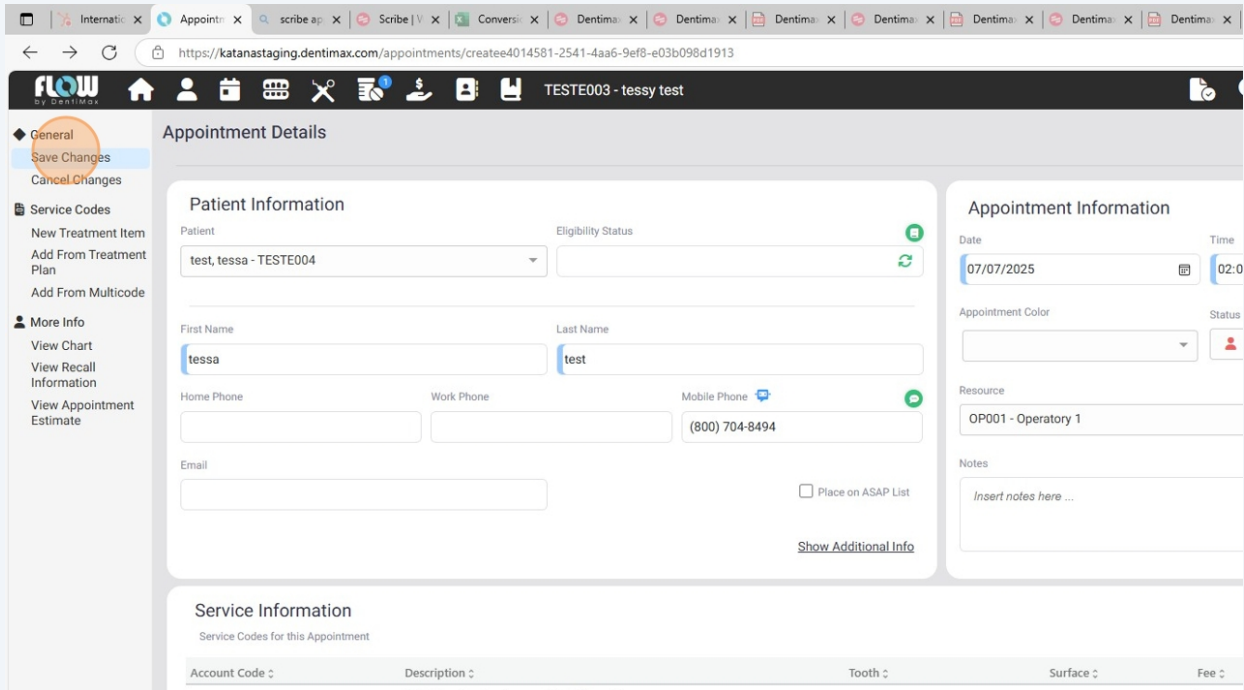 Internatic
Appointm
scribe ap
Scribe | V
Conversio
Dentimax
Dentimax
Dentimax
Dentimax
Dentimax
Dentimax
Dentimax
https://katanastaging.dentimax.com/appointments/createe4014581-2541-4aa6-9ef8-e03b098d1913
FLOW
by DentiMax
1
TESTE003 - tessy test
General
Save Changes
Cancel Changes
Service Codes
New Treatment Item
Add From Treatment
Plan
Add From Multicode
More Info
View Chart
View Recall
Information
View Appointment
Estimate
Appointment Details
Patient Information
Patient
Eligibility Status
test, tessa - TESTE004
First Name
Last Name
tessa
test
Home Phone
Work Phone
Mobile Phone
(800) 704-8494
Email
Place on ASAP List
Show Additional Info
Appointment Information
Date
Time
07/07/2025
02:0
Appointment Color
Status
Resource
OP001 - Operatory 1
Notes
Insert notes here ...
Service Information
Service Codes for this Appointment
Account Code
Description
Tooth
Surface
Fee